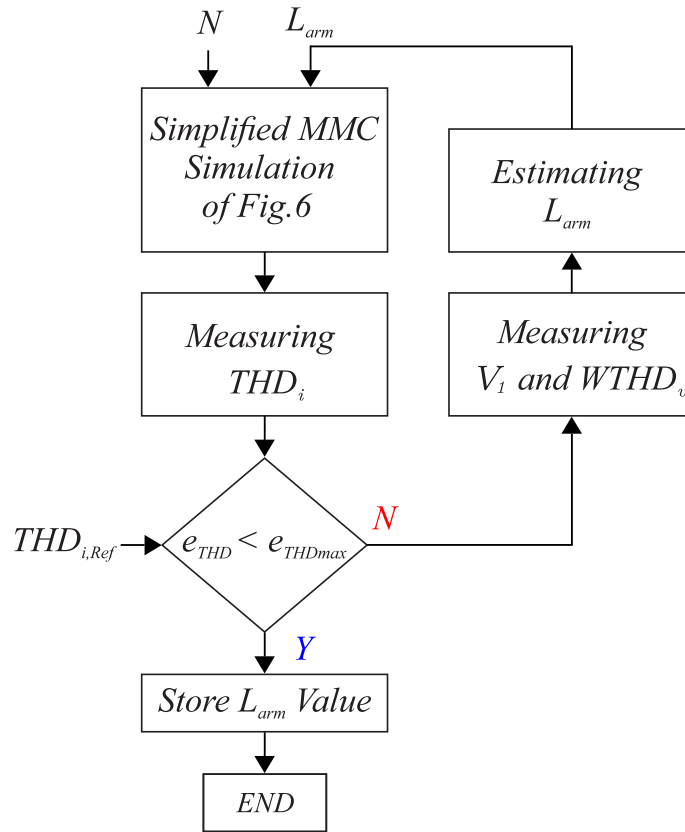 N
L_arm
Simplified MMC
Simulation
of Fig.6
Measuring
THD_i
THD_i,Ref
e_THD < e_THDmax
N
Y
Store L_arm Value
END
Measuring
V_1 and WTHD_v
Estimating
L_arm